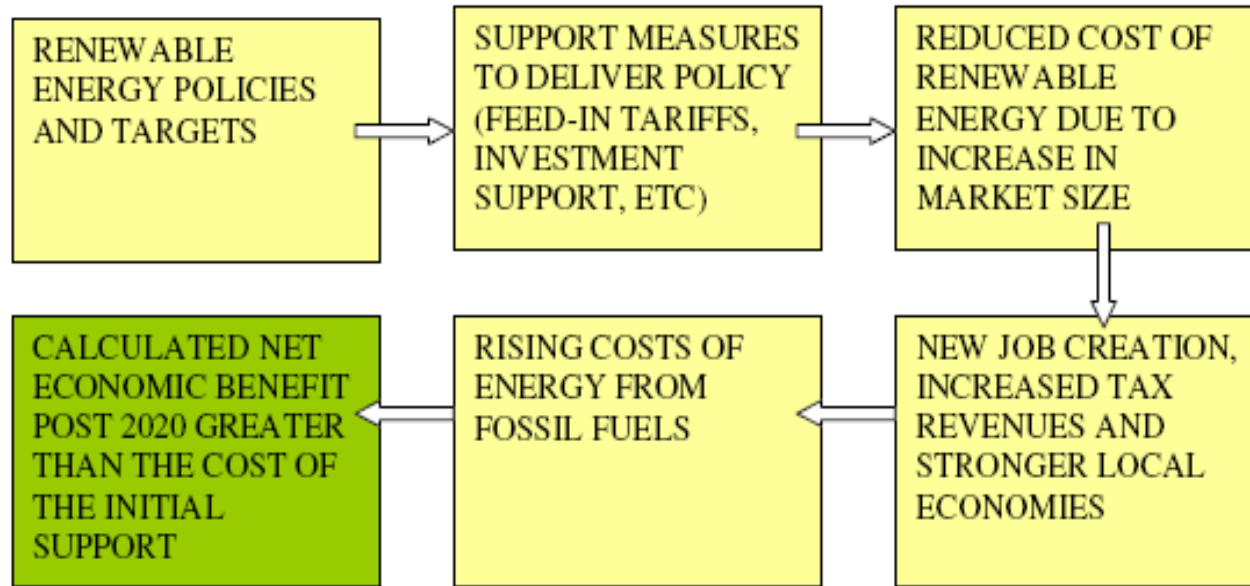 RENEWABLE
ENERGY POLICIES
AND TARGETS
SUPPORT MEASURES
TO DELIVER POLICY
(FEED-IN TARIFFS,
INVESTMENT
SUPPORT, ETC)
REDUCED COST OF
RENEWABLE
ENERGY DUE TO
INCREASE IN
MARKET SIZE
NEW JOB CREATION,
INCREASED TAX
REVENUES AND
STRONGER LOCAL
ECONOMIES
RISING COSTS OF
ENERGY FROM
FOSSIL FUELS
CALCULATED NET
ECONOMIC BENEFIT
POST 2020 GREATER
THAN THE COST OF
THE INITIAL
SUPPORT